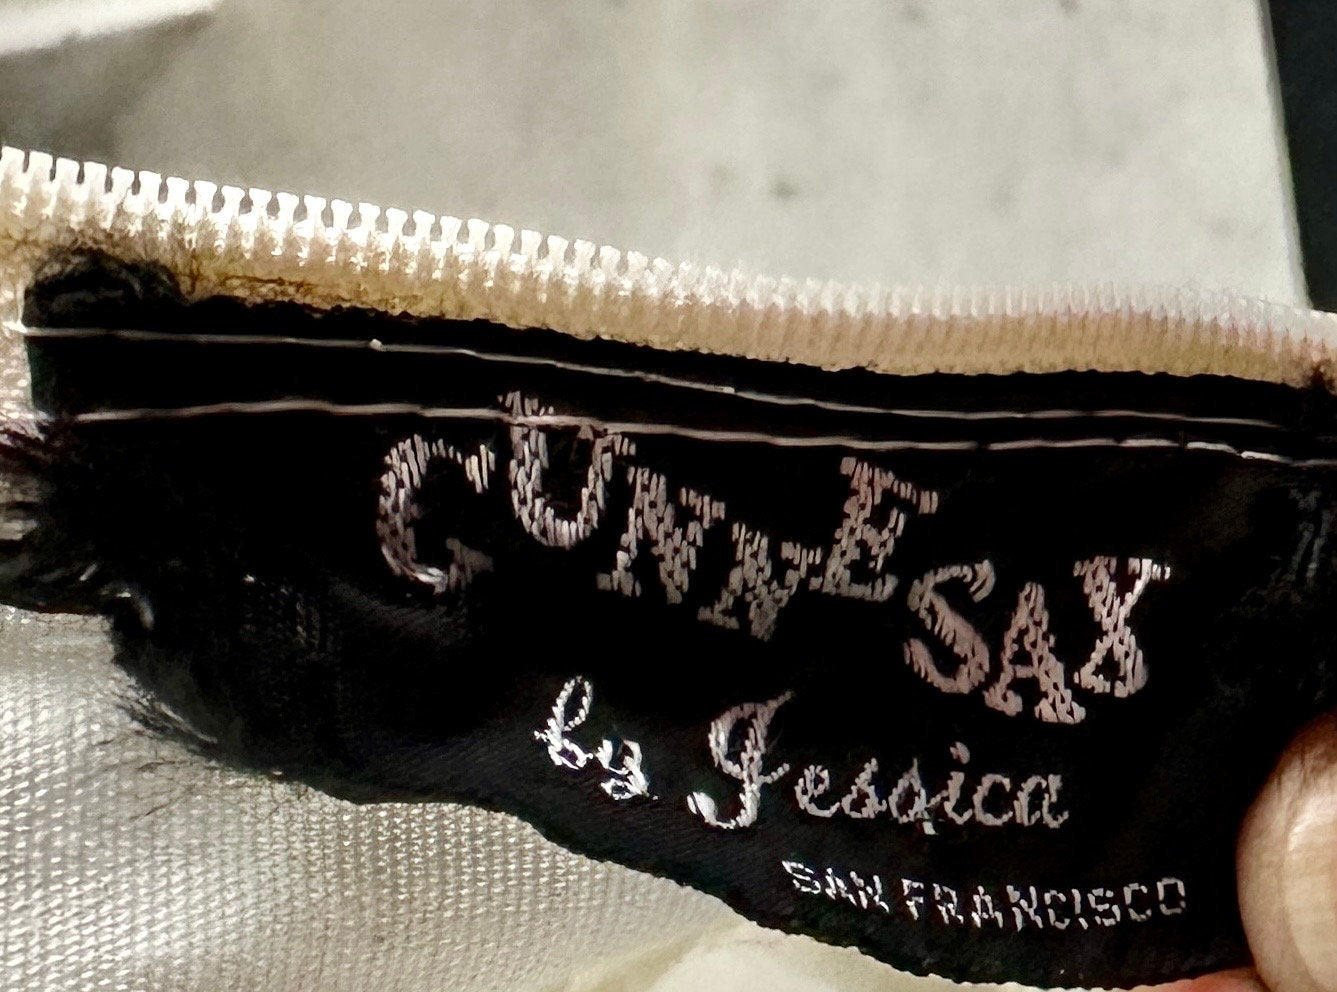 GUNNE SAX
by Jessica
SAN FRANCISCO